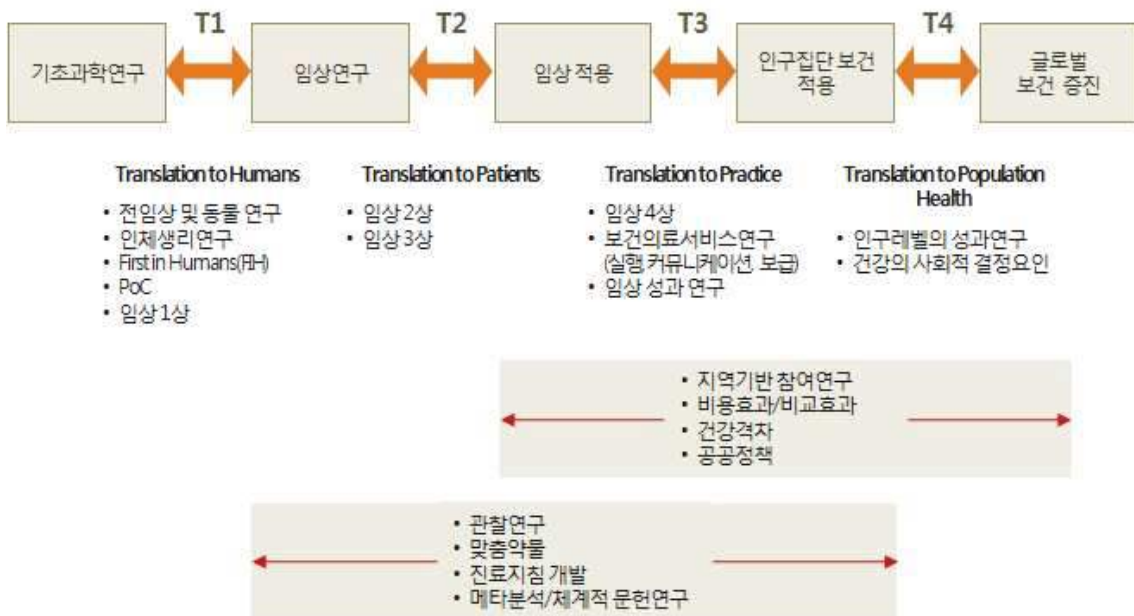 T1
T2
T3
T4
기초과학연구
임상연구
임상 적용
인구집단 보건
적용
글로벌
보건 증진
Translation to Humans
• 전임상 및 동물 연구
• 인체생리연구
• First in Humans(FIH)
• PoC
• 임상 1상
Translation to Patients
• 임상 2상
• 임상 3상
Translation to Practice
• 임상 4상
• 보건의료서비스연구
(실행, 커뮤니케이션, 보급)
• 임상 성과 연구
Translation to Population
Health
• 인구레벨의 성과연구
• 건강의 사회적 결정요인
• 지역기반 참여연구
• 비용효과/비교효과
• 건강격차
• 공공정책
• 관찰연구
• 맞춤약물
• 진료지침 개발
• 메타분석/체계적 문헌연구